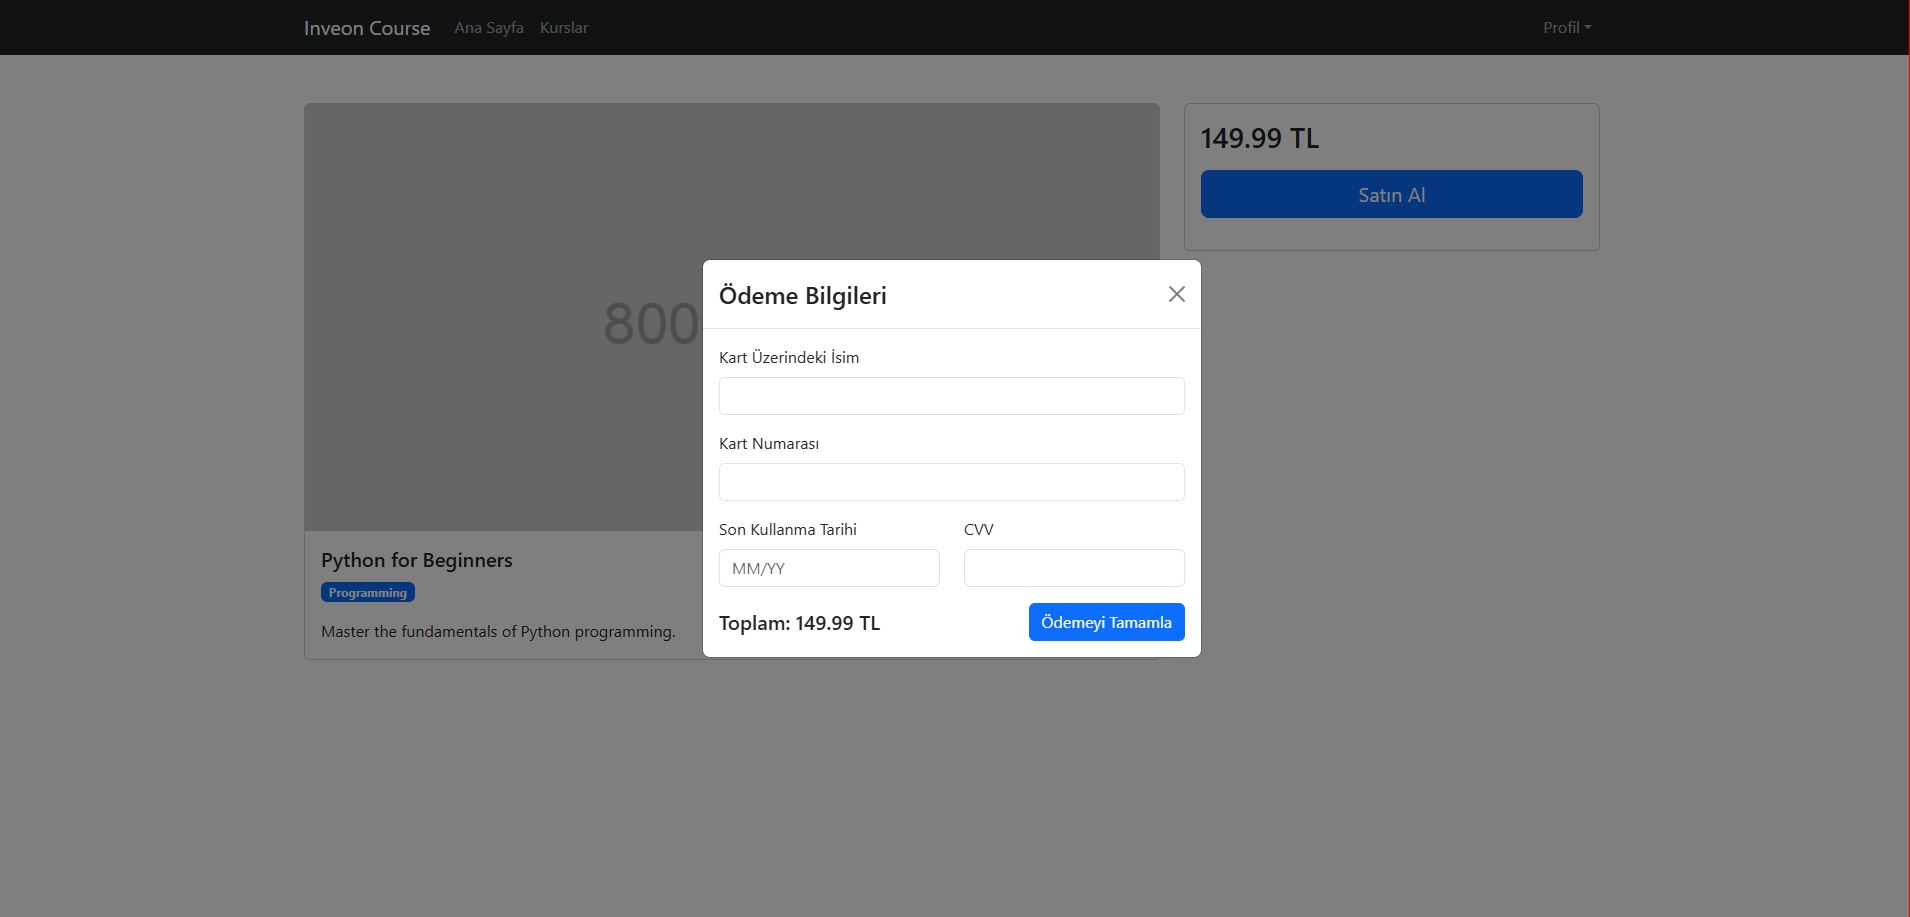 Inveon Course Ana Sayfa Kurslar Profil
149.99 TL
Satın Al
800
Ödeme Bilgileri
Kart Üzerindeki İsim
Kart Numarası
Son Kullanma Tarihi CVV
MM/YY
Toplam: 149.99 TL Ödemeyi Tamamla
Python for Beginners
Programming
Master the fundamentals of Python programming.